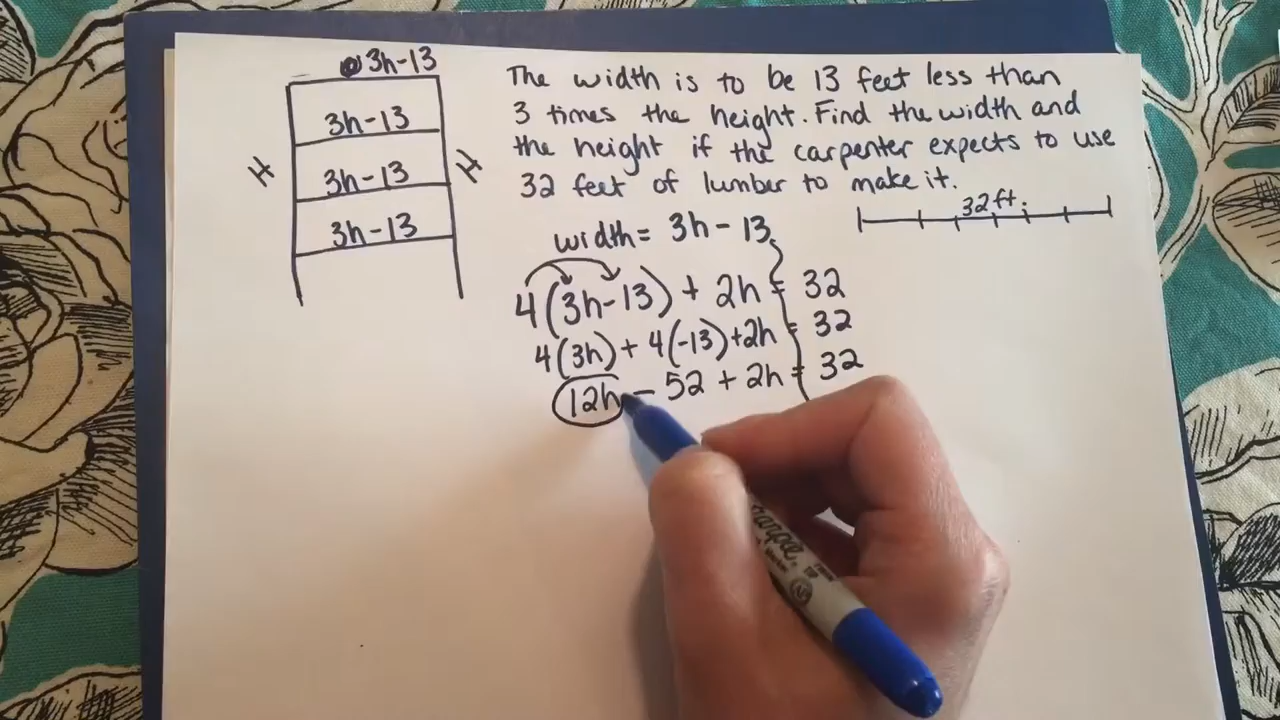 3h-13
3h-13
3h-13
3h-13
H
H
The width is to be 13 feet less than
3 times the height. Find the width and
the height if the carpenter expects to use
32 feet of lumber to make it.
32ft.
width = 3h - 13
4(3h-13) + 2h = 32
4(3h) + 4(-13)+2h = 32
12h - 52 + 2h = 32
Sharpie